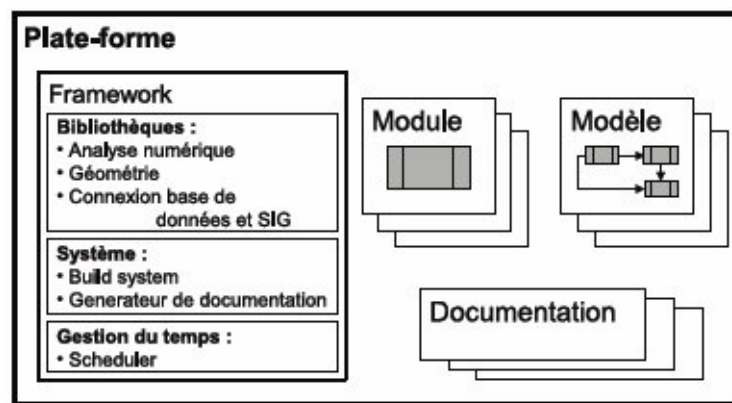 Plate-forme
Framework
Bibliothèques :
• Analyse numérique
• Géométrie
• Connexion base de
données et SIG
Système :
• Build system
• Generateur de documentation
Gestion du temps :
• Scheduler
Module
Modèle
Documentation